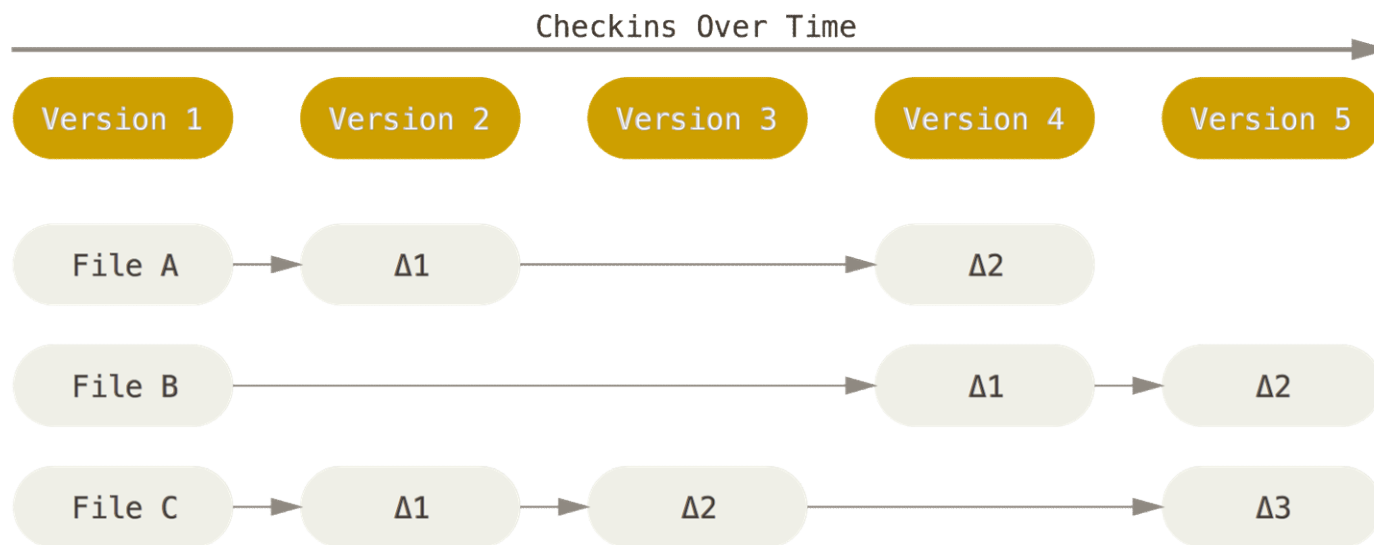 Checkins Over Time
Version 1 Version 2 Version 3 Version 4 Version 5
File A Δ1 Δ2
File B Δ1 Δ2
File C Δ1 Δ2 Δ3